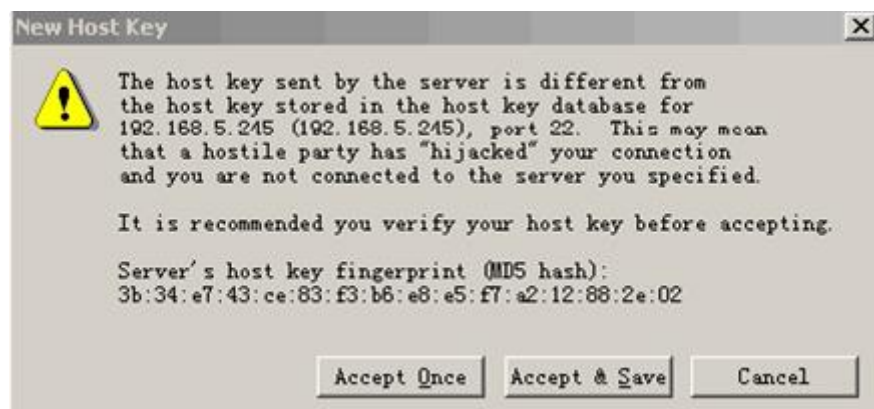 New Host Key
The host key sent by the server is different from
the host key stored in the host key database for
192.168.5.245 (192.168.5.245), port 22.  This may mean
that a hostile party has "hijacked" your connection
and you are not connected to the server you specified.
It is recommended you verify your host key before accepting.
Server's host key fingerprint (MD5 hash):
3b:34:e7:43:ce:83:f3:b6:e8:e5:f7:a2:12:88:2e:02
Accept Once Accept & Save Cancel